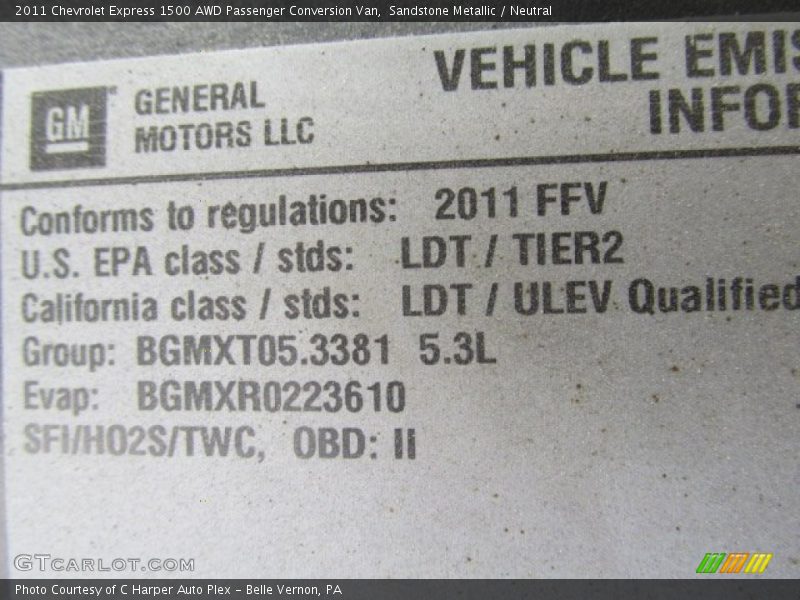 2011 Chevrolet Express 1500 AWD Passenger Conversion Van, Sandstone Metallic / Neutral
GM
GENERAL
MOTORS LLC
VEHICLE EMIS
INFOR
Conforms to regulations: 2011 FFV
U.S. EPA class / stds: LDT / TIER2
California class / stds: LDT / ULEV Qualified
Group: BGMXT05.3381 5.3L
Evap: BGMXR0223610
SFI/HO2S/TWC, OBD: II
GTCARLOT.COM
Photo Courtesy of C Harper Auto Plex – Belle Vernon, PA